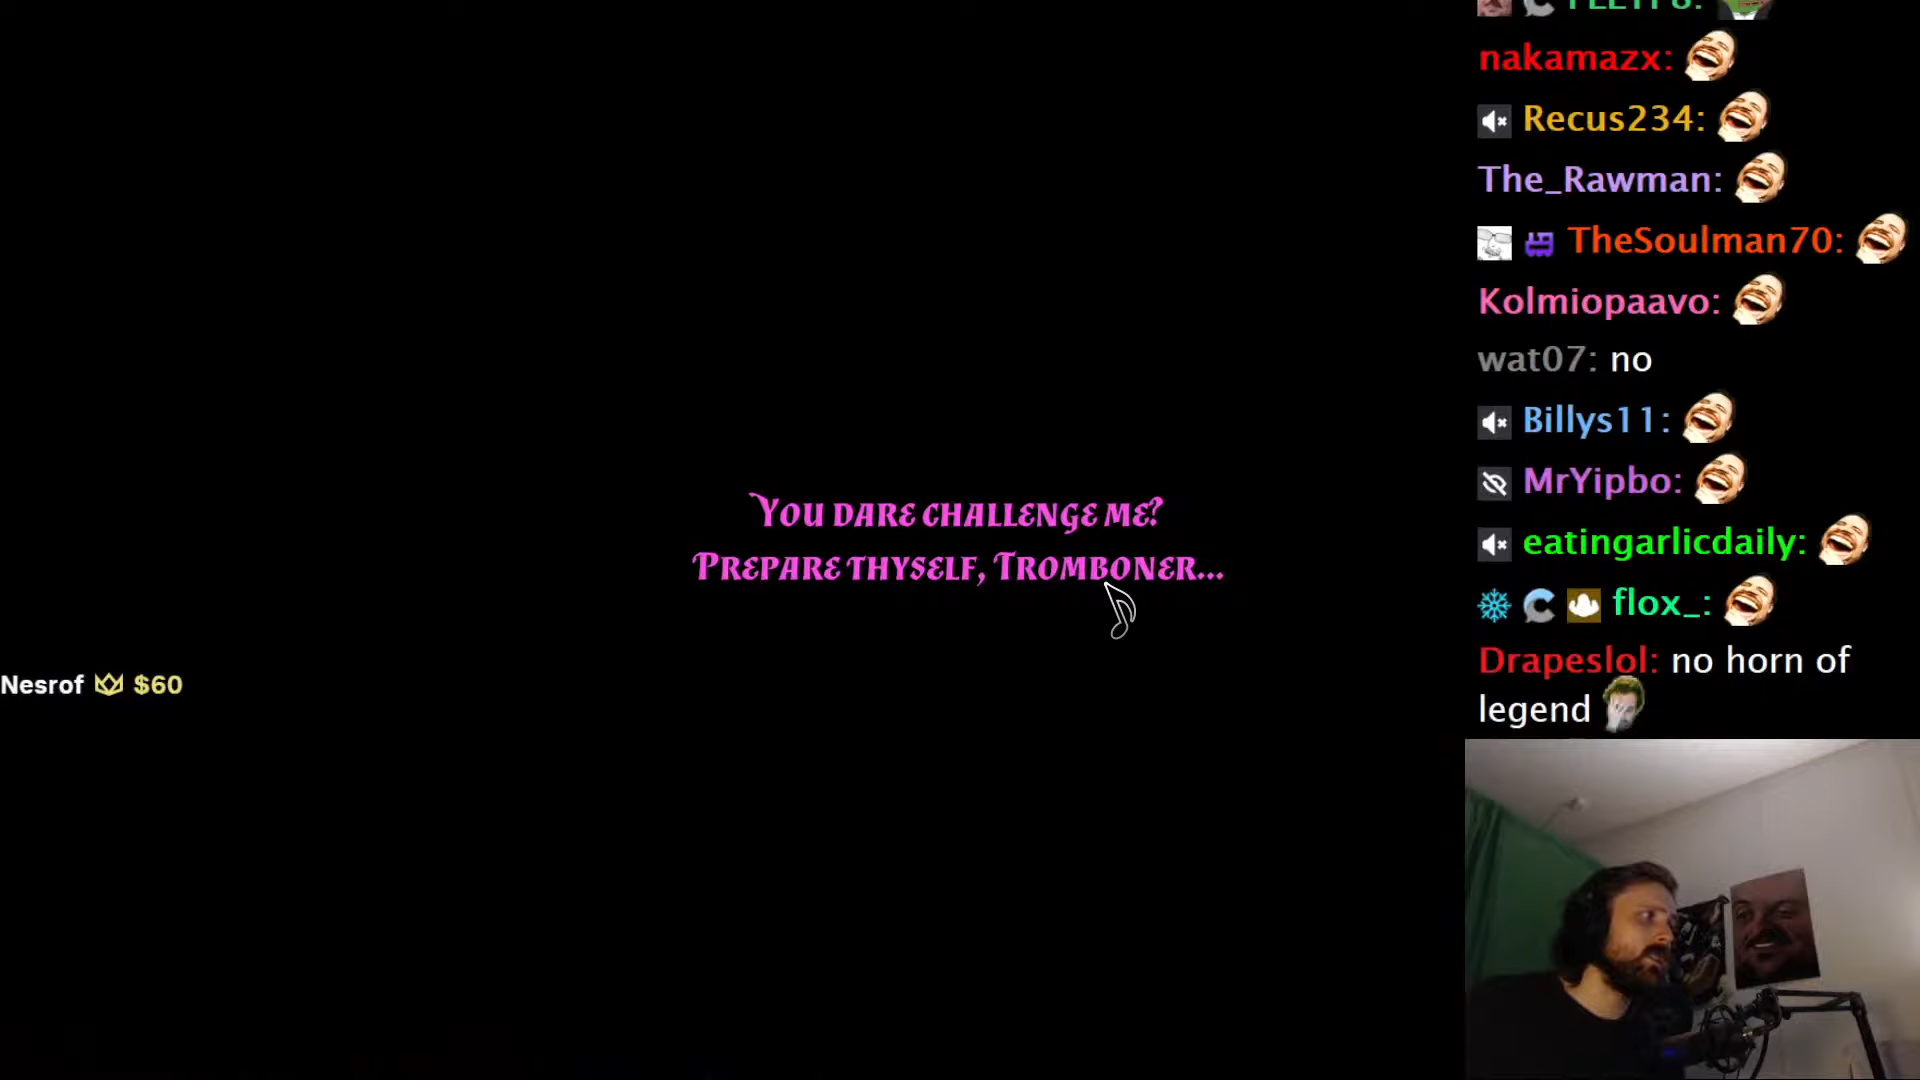 nakamazx:
Recus234:
The_Rawman:
TheSoulman70:
Kolmiopaavo:
wat07: no
Billys11:
MrYipbo:
eatingarlicdaily:
flox_:
Drapeslol: no horn of
legend
You dare challenge me?
Prepare thyself, Tromboner...
Nesrof $60